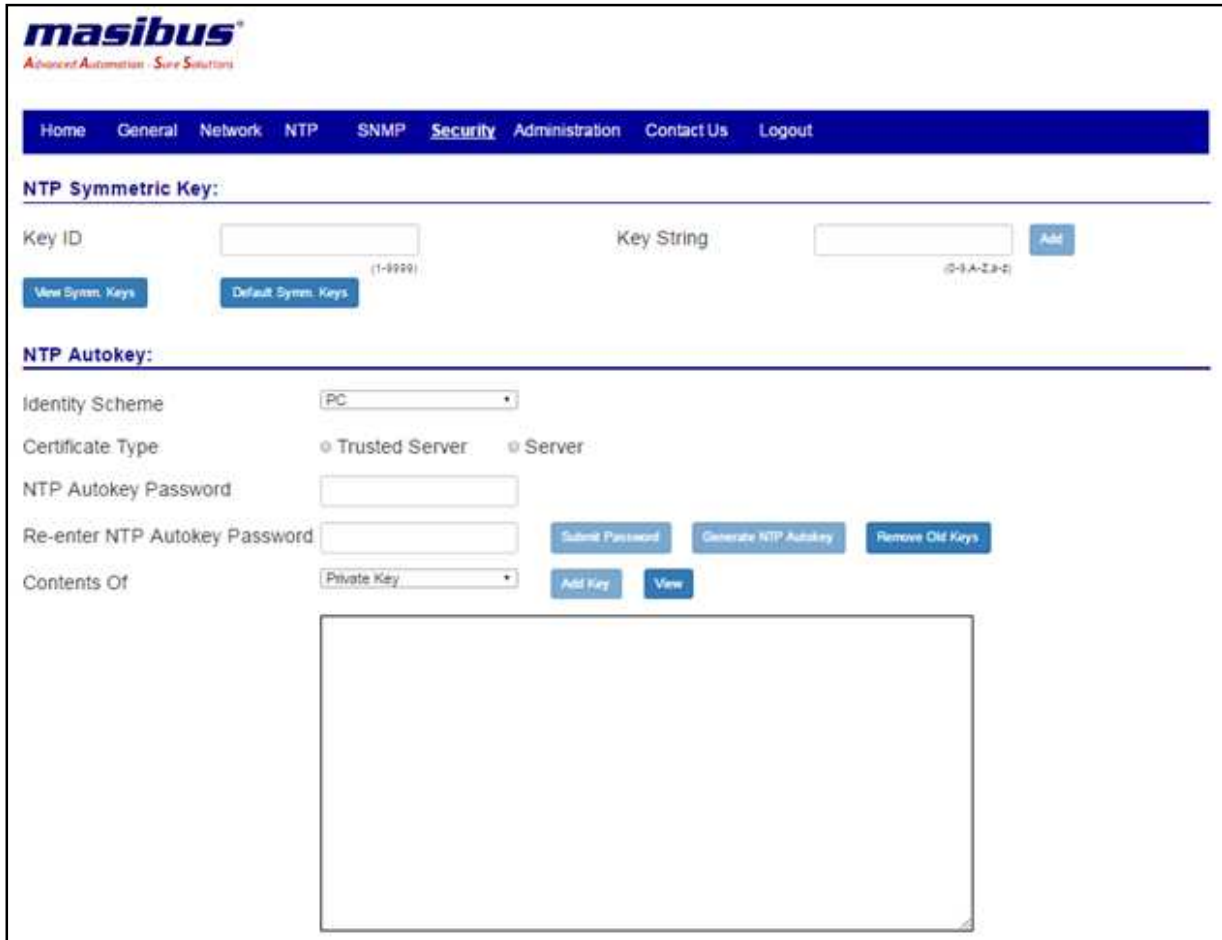 masibus®
Advanced Automation - Sure Solutions
Home General Network NTP SNMP Security Administration Contact Us Logout
NTP Symmetric Key:
Key ID Key String Add
(1-9999) (0-9,A-Z,a-z)
View Symm. Keys Default Symm. Keys
NTP Autokey:
Identity Scheme PC
Certificate Type Trusted Server Server
NTP Autokey Password
Re-enter NTP Autokey Password Submit Password Generate NTP Autokey Remove Old Keys
Contents Of Private Key Add Key View